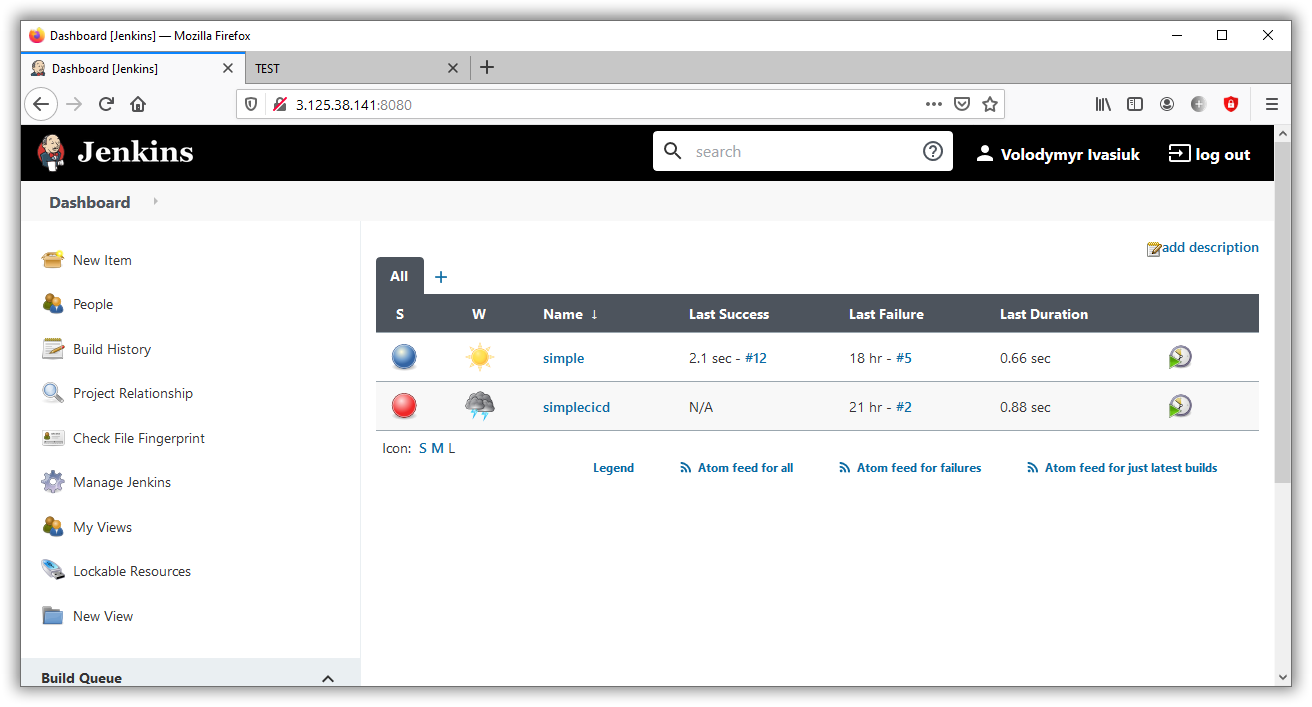 Dashboard [Jenkins] — Mozilla Firefox
Dashboard [Jenkins] TEST
3.125.38.141:8080
Jenkins search Volodymyr Ivasiuk log out
Dashboard
New Item
People
Build History
Project Relationship
Check File Fingerprint
Manage Jenkins
My Views
Lockable Resources
New View
Build Queue
add description
All +
S W Name ↓ Last Success Last Failure Last Duration
simple 2.1 sec - #12 18 hr - #5 0.66 sec
simplecicd N/A 21 hr - #2 0.88 sec
Icon: S M L
Legend Atom feed for all Atom feed for failures Atom feed for just latest builds